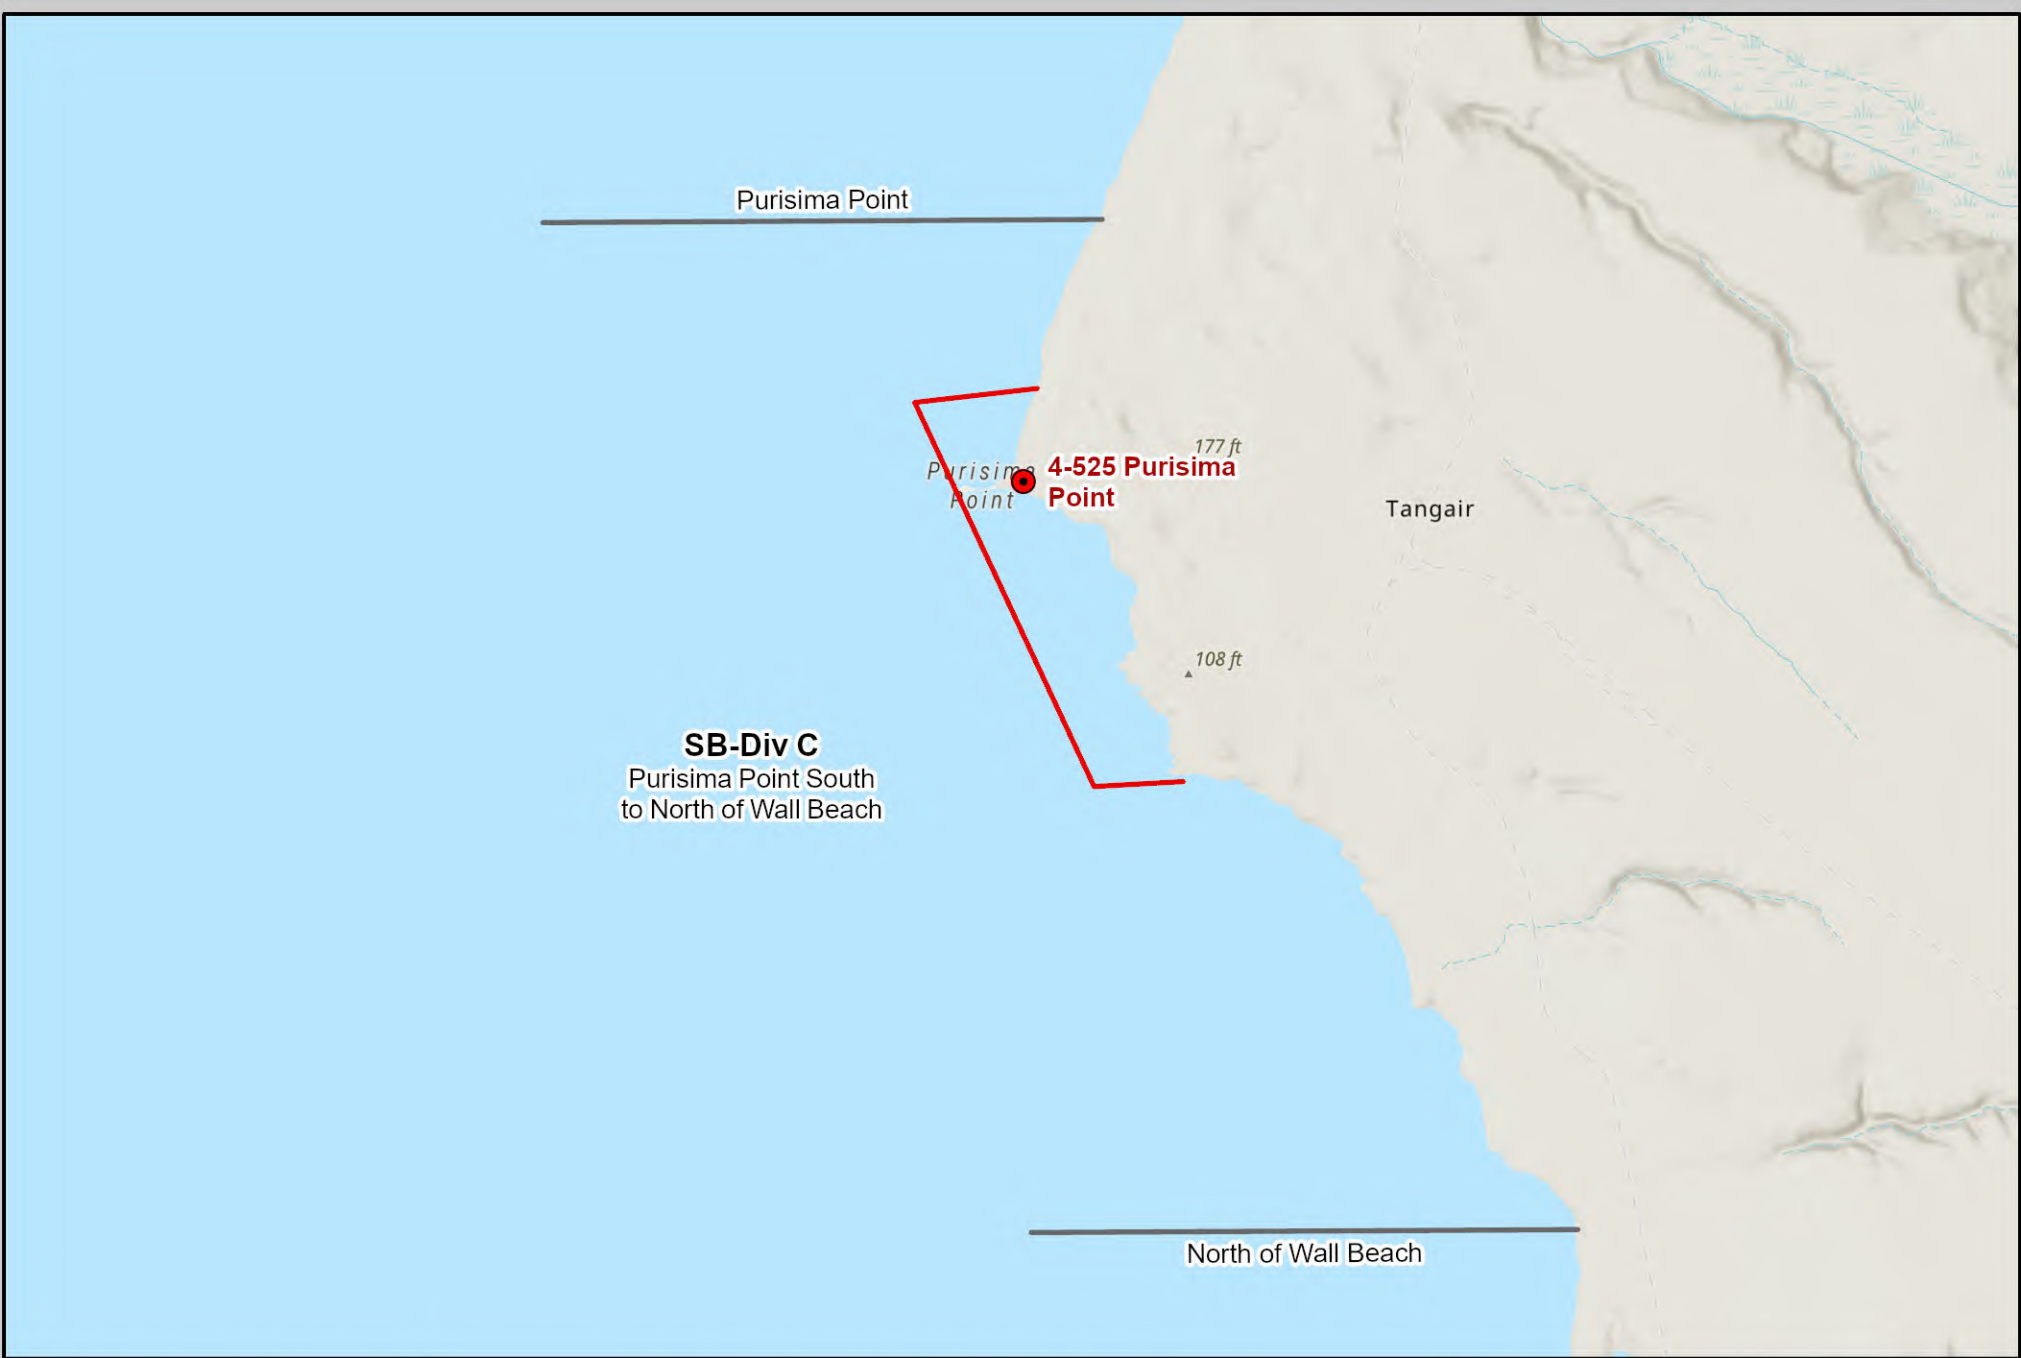 Purisima Point
177 ft
Purisima
Point
4-525 Purisima
Point
Tangair
108 ft
SB-Div C
Purisima Point South
to North of Wall Beach
North of Wall Beach